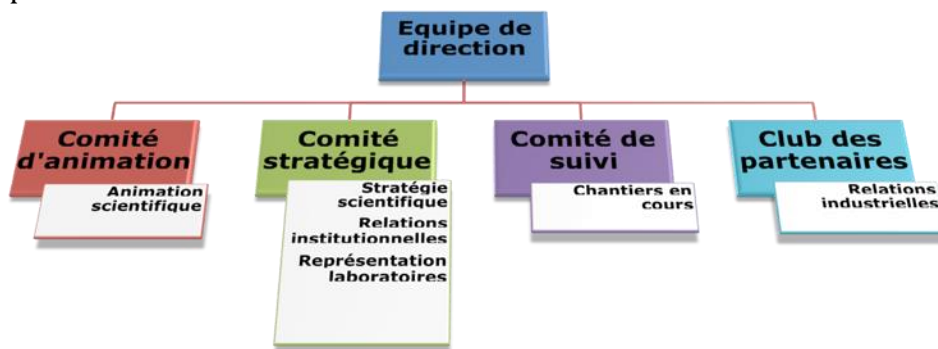 Equipe de
direction
Comité
d'animation
Animation
scientifique
Comité
stratégique
Stratégie
scientifique
Relations
institutionnelles
Représentation
laboratoires
Comité de
suivi
Chantiers en
cours
Club des
partenaires
Relations
industrielles